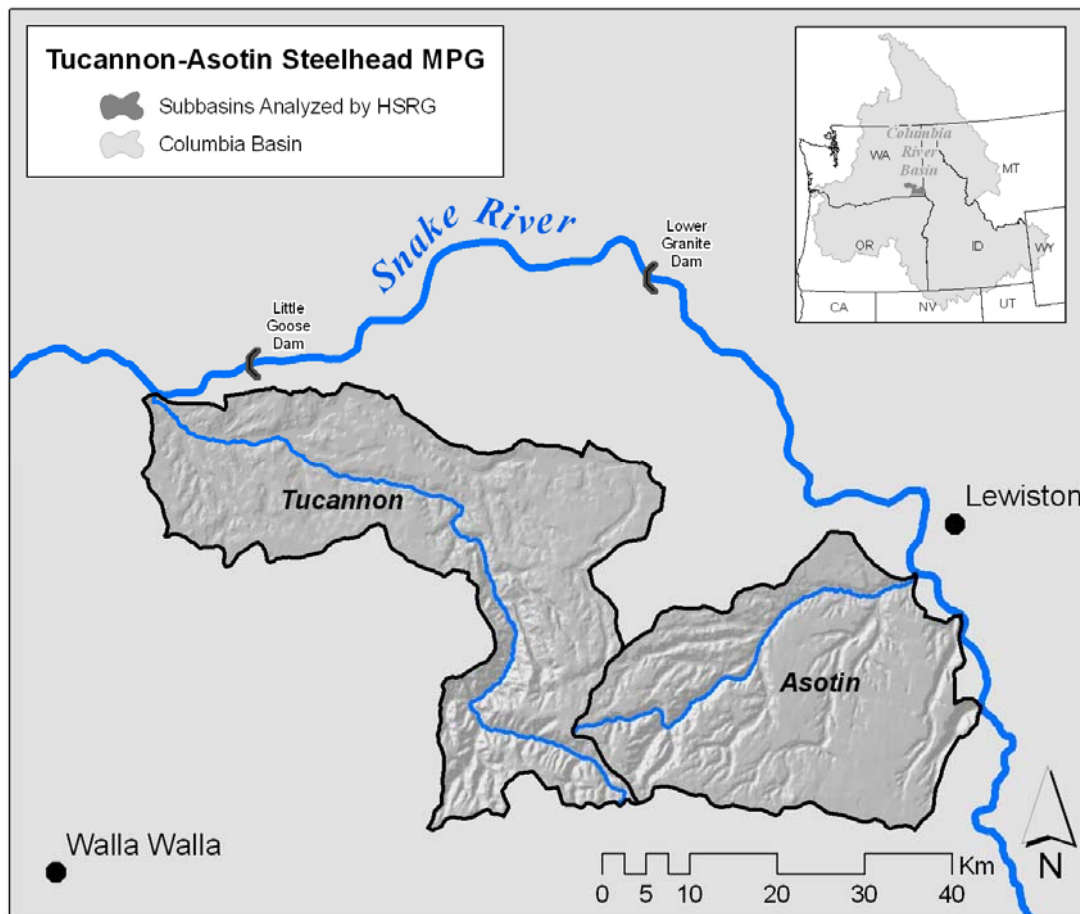 Tucannon-Asotin Steelhead MPG
Subbasins Analyzed by HSRG
Columbia Basin
Columbia
River
Basin
WA
MT
OR
ID
WY
CA
NV
UT
Snake River
Lower
Granite
Dam
Little
Goose
Dam
Tucannon
Lewiston
Asotin
Walla Walla
Km
0 5 10 20 30 40
N